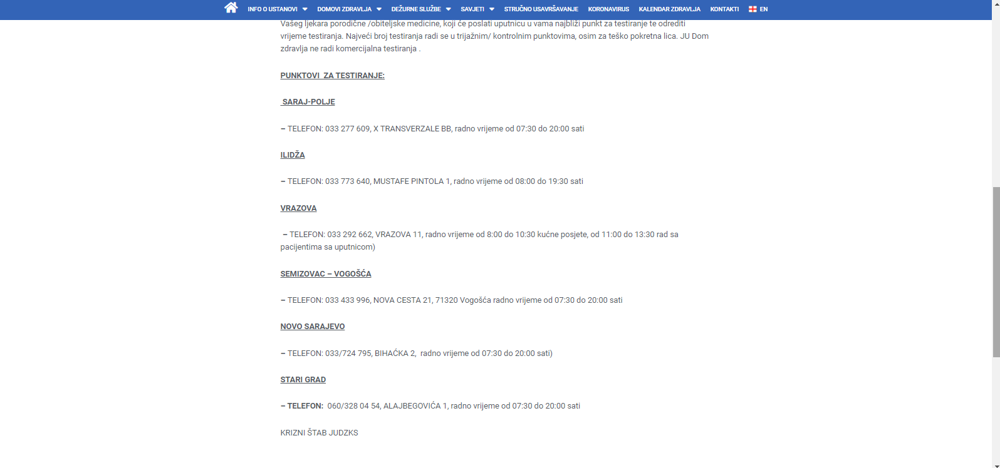 INFO O USTANOVI DOMOVI ZDRAVLJA DEŽURNE SLUŽBE SAVJETI STRUČNO USAVRŠAVANJE KORONAVIRUS KALENDAR ZDRAVLJA KONTAKTI EN
Vašeg ljekara porodične /obiteljske medicine, koji će poslati uputnicu u vama najbliži punkt za testiranje te odrediti
vrijeme testiranja. Najveći broj testiranja radi se u trijažnim/ kontrolnim punktovima, osim za teško pokretna lica. JU Dom
zdravlja ne radi komercijalna testiranja .
PUNKTOVI  ZA TESTIRANJE:
SARAJ-POLJE
– TELEFON: 033 277 609, X TRANSVERZALE BB, radno vrijeme od 07:30 do 20:00 sati
ILIDŽA
– TELEFON: 033 773 640, MUSTAFE PINTOLA 1, radno vrijeme od 08:00 do 19:30 sati
VRAZOVA
– TELEFON: 033 292 662, VRAZOVA 11, radno vrijeme od 8:00 do 10:30 kućne posjete, od 11:00 do 13:30 rad sa
pacijentima sa uputnicom)
SEMIZOVAC – VOGOŠĆA
– TELEFON: 033 433 996, NOVA CESTA 21, 71320 Vogošća radno vrijeme od 07:30 do 20:00 sati
NOVO SARAJEVO
– TELEFON: 033/724 795, BIHAĆKA 2,  radno vrijeme od 07:30 do 20:00 sati)
STARI GRAD
– TELEFON:  060/328 04 54, ALAJBEGOVIĆA 1, radno vrijeme od 07:30 do 20:00 sati
KRIZNI ŠTAB JUDZKS